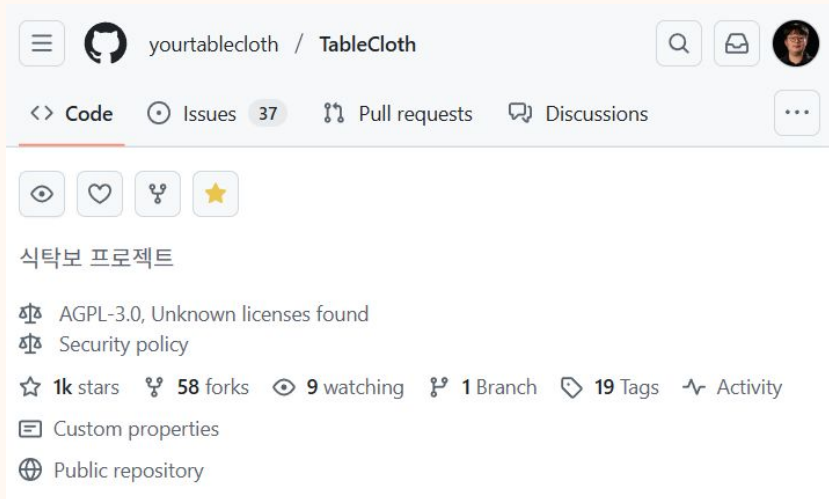 yourtablecloth / TableCloth
Code Issues 37 Pull requests Discussions
식탁보 프로젝트
AGPL-3.0, Unknown licenses found
Security policy
1k stars 58 forks 9 watching 1 Branch 19 Tags Activity
Custom properties
Public repository